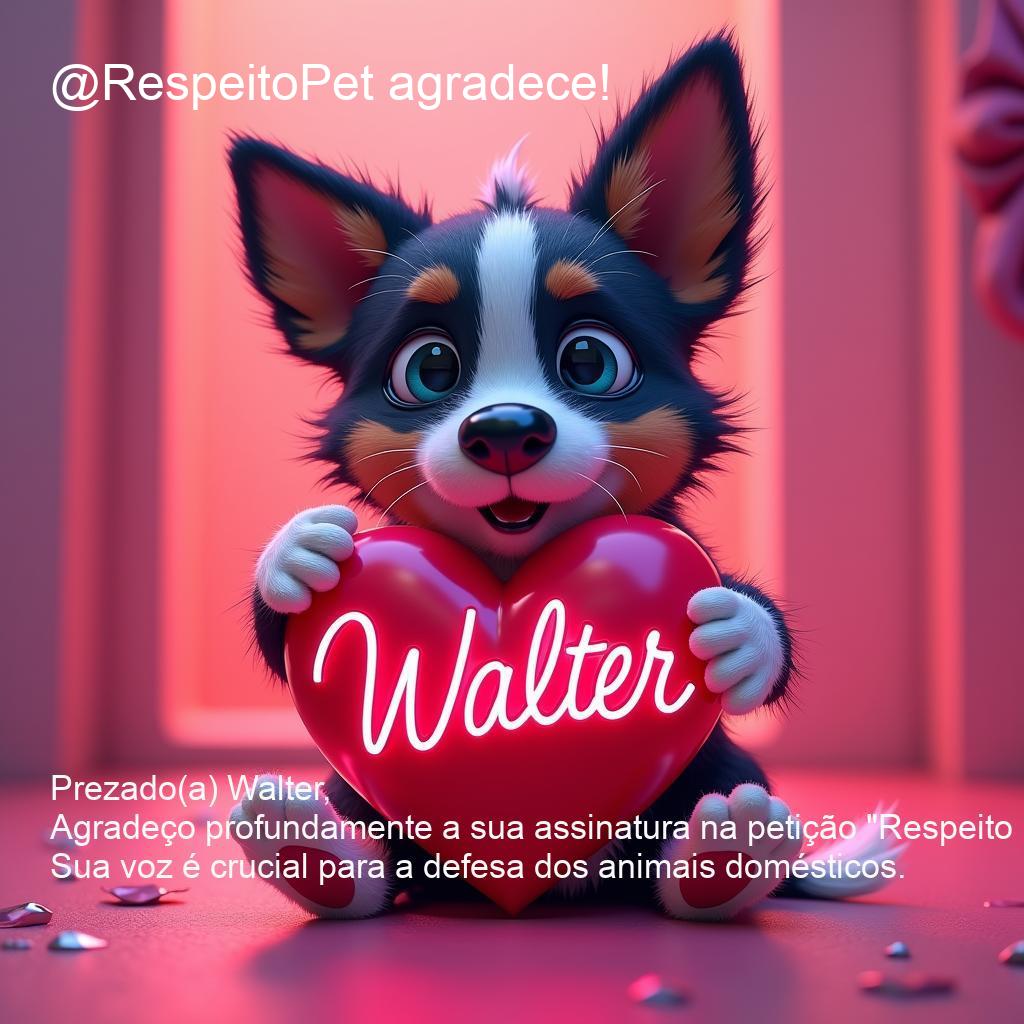 @RespeitoPet agradece!
Walter
Prezado(a) Walter,
Agradeço profundamente a sua assinatura na petição "Respeito
Sua voz é crucial para a defesa dos animais domésticos.